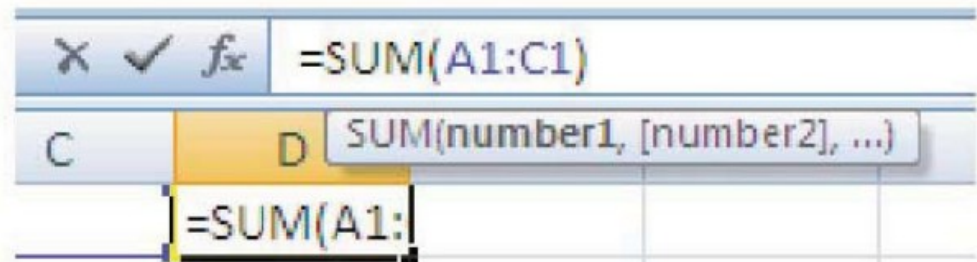 fx =SUM(A1:C1)
C D SUM(number1, [number2], ...)
=SUM(A1: